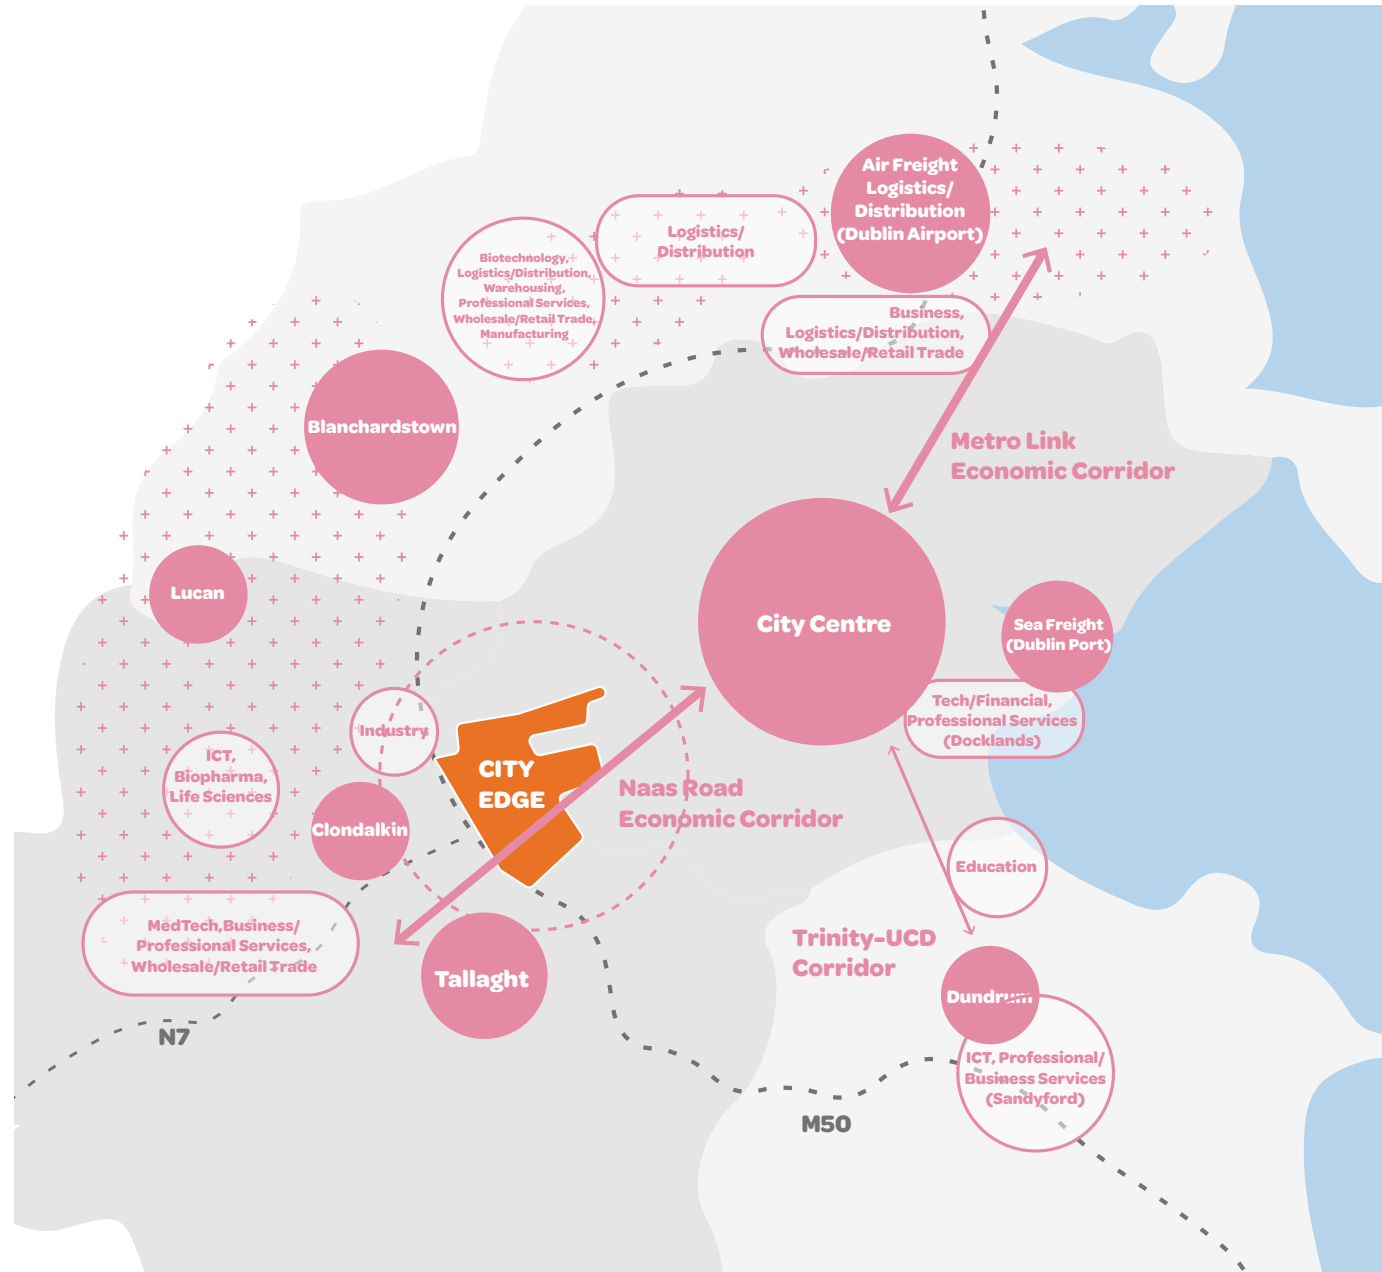 Air Freight
Logistics/
Distribution
(Dublin Airport)
Logistics/
Distribution
Biotechnology,
Logistics/Distribution,
Warehousing,
Professional Services,
Wholesale/Retail Trade,
Manufacturing
Business,
Logistics/Distribution,
Wholesale/Retail Trade
Blanchardstown
Metro Link
Economic Corridor
Lucan
City Centre
Sea Freight
(Dublin Port)
Tech/Financial,
Professional Services
(Docklands)
Industry
ICT,
Biopharma,
Life Sciences
CITY
EDGE
Naas Road
Economic Corridor
Clondalkin
Education
MedTech,Business/
Professional Services,
Wholesale/Retail Trade
Trinity-UCD
Corridor
Tallaght
Dundrum
N7
ICT, Professional/
Business Services
(Sandyford)
M50